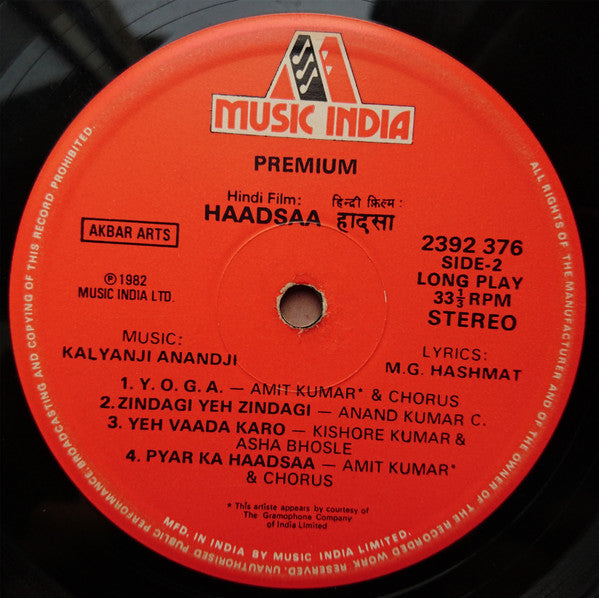 MUSIC INDIA
PREMIUM
Hindi Film: हिन्दी फ़िल्म :
HAADSAA हादसा
AKBAR ARTS
℗ 1982
MUSIC INDIA LTD.
2392 376
SIDE-2
LONG PLAY
33⅓ RPM
STEREO
MUSIC:
KALYANJI ANANDJI
LYRICS:
M.G. HASHMAT
1. Y. O. G. A. — AMIT KUMAR* & CHORUS
2. ZINDAGI YEH ZINDAGI — ANAND KUMAR C.
3. YEH VAADA KARO — KISHORE KUMAR &
ASHA BHOSLE
4. PYAR KA HAADSAA — AMIT KUMAR*
& CHORUS
* This artiste appears by courtesy of
The Gramophone Company
of India Limited
MFD. IN INDIA BY MUSIC INDIA LIMITED.
ALL RIGHTS OF THE MANUFACTURER AND OF THE OWNER OF THE RECORDED WORK RESERVED. UNAUTHORISED PUBLIC PERFORMANCE, BROADCASTING AND COPYING OF THIS RECORD PROHIBITED.